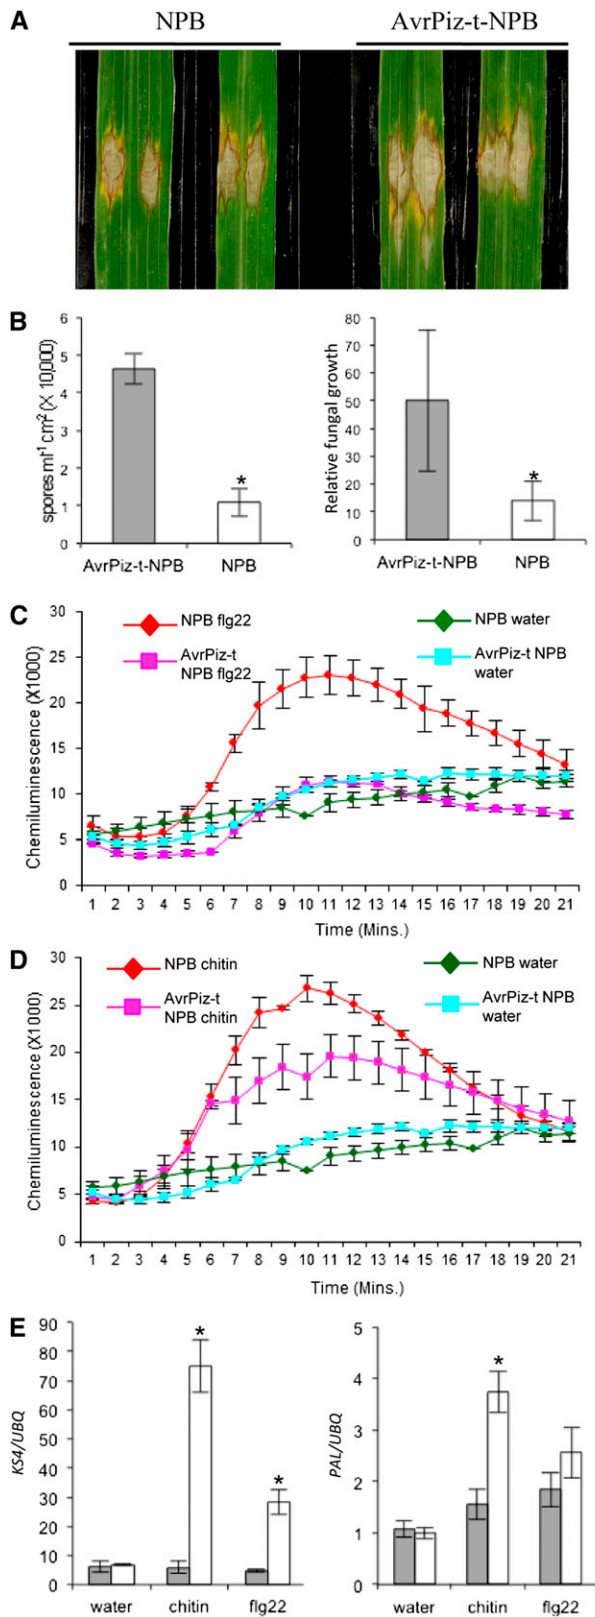 A
NPB
AvrPiz-t-NPB
B
spores ml-1 cm2 (X 10,000)
6
5
4
3
2
1
0
*
AvrPiz-t-NPB
NPB
Relative fungal growth
80
70
60
50
40
30
20
10
0
*
AvrPiz-t-NPB
NPB
C
Chemiluminescence (X1000)
30
25
20
15
10
5
0
NPB flg22
AvrPiz-t
NPB flg22
NPB water
AvrPiz-t NPB
water
1 2 3 4 5 6 7 8 9 10 11 12 13 14 15 16 17 18 19 20 21
Time (Mins.)
D
Chemiluminescence (X1000)
30
25
20
15
10
5
0
NPB chitin
AvrPiz-t
NPB chitin
NPB water
AvrPiz-t NPB
water
1 2 3 4 5 6 7 8 9 10 11 12 13 14 15 16 17 18 19 20 21
Time (Mins.)
E
KS4/UBQ
90
80
70
60
50
40
30
20
10
0
*
*
water chitin flg22
PAL/UBQ
5
4
3
2
1
0
*
water chitin flg22